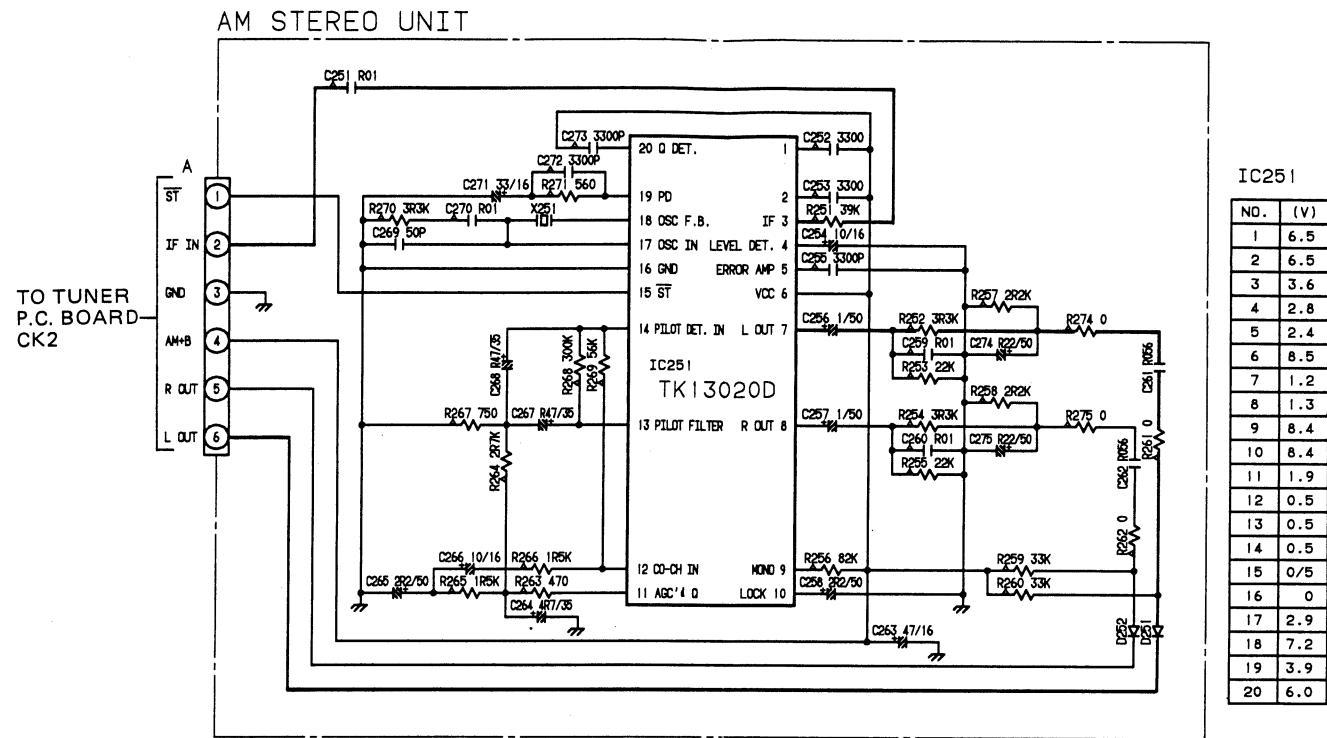 AM STEREO UNIT
C251 R01
C273 3300P
20 Q DET.
1
C252 3300
C272 3300P
R271 560
C271 33/16
19 PD
2
C253 3300
R270 3R3K
C270 R01
X251
18 OSC F.B.
IF 3
R251 39K
C269 50P
17 OSC IN
LEVEL DET. 4
C254 10/16
16 GND
ERROR AMP 5
C255 3300P
15 ST
VCC 6
14 PILOT DET. IN
L OUT 7
C256 1/50
R252 3R3K
R257 2R2K
R274 0
C259 R01
C274 R22/50
R253 22K
C261 R056
C268 R47/35
R268 300K
R269 56K
IC251
TK13020D
R258 2R2K
R267 750
C267 R47/35
13 PILOT FILTER
R OUT 8
C257 1/50
R254 3R3K
R275 0
C260 R01
C275 R22/50
R255 22K
C262 R056
R261 0
R264 2R7K
R262 0
C266 10/16
R266 1R5K
12 CO-CH IN
MONO 9
R256 82K
R259 33K
C265 2R2/50
R265 1R5K
R263 470
11 AGC'd Q
LOCK 10
C258 2R2/50
R260 33K
C264 4R7/35
C263 47/16
D252
D251
A
ST
1
IF IN
2
GND
3
AM+B
4
R OUT
5
L OUT
6
TO TUNER
P.C. BOARD
CK2
IC251
NO. (V)
1 6.5
2 6.5
3 3.6
4 2.8
5 2.4
6 8.5
7 1.2
8 1.3
9 8.4
10 8.4
11 1.9
12 0.5
13 0.5
14 0.5
15 0/5
16 0
17 2.9
18 7.2
19 3.9
20 6.0